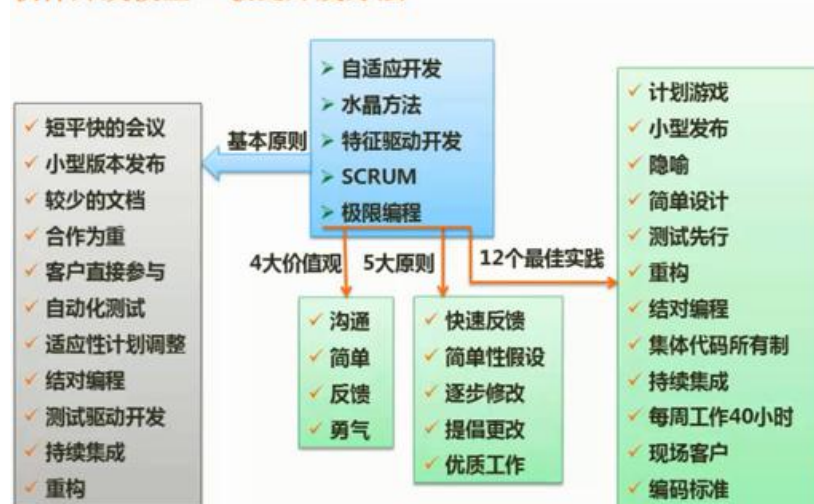 自适应开发
水晶方法
特征驱动开发
SCRUM
极限编程
基本原则
短平快的会议
小型版本发布
较少的文档
合作为重
客户直接参与
自动化测试
适应性计划调整
结对编程
测试驱动开发
持续集成
重构
4大价值观
沟通
简单
反馈
勇气
5大原则
快速反馈
简单性假设
逐步修改
提倡更改
优质工作
12个最佳实践
计划游戏
小型发布
隐喻
简单设计
测试先行
重构
结对编程
集体代码所有制
持续集成
每周工作40小时
现场客户
编码标准